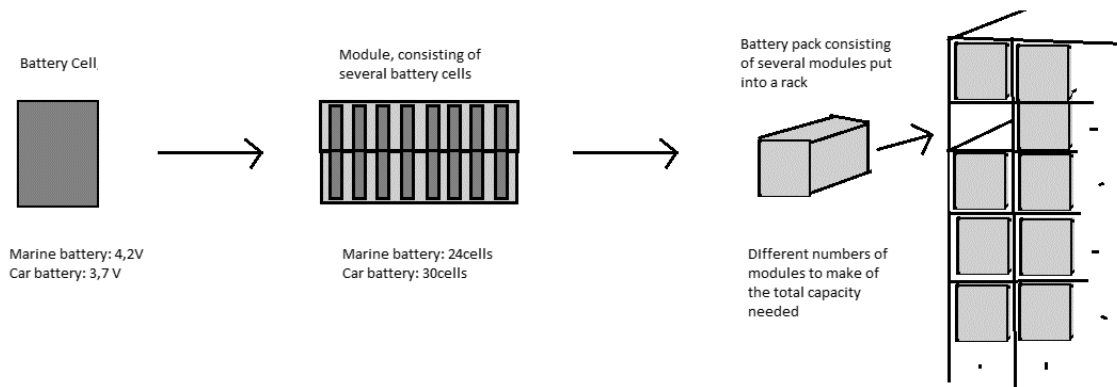 Battery Cell
Marine battery: 4,2V
Car battery: 3,7 V
Module, consisting of
several battery cells
Marine battery: 24cells
Car battery: 30cells
Battery pack consisting
of several modules put
into a rack
DIfferent numbers of
modules to make of
the total capacity
needed